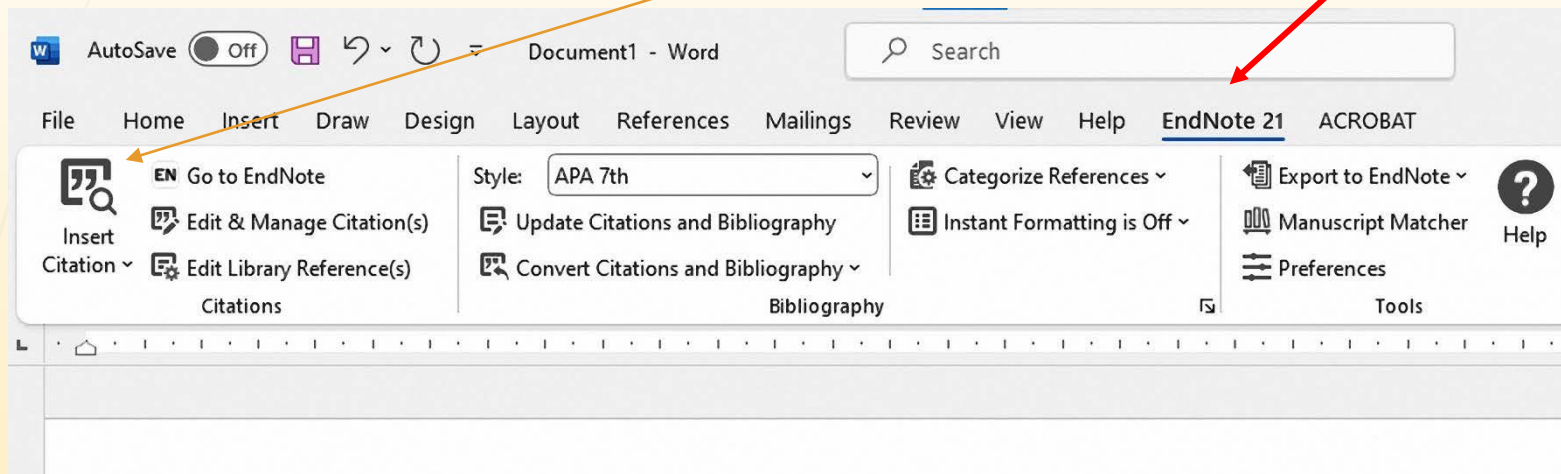 W AutoSave Off Document1 - Word Search
File Home Insert Draw Design Layout References Mailings Review View Help EndNote 21 ACROBAT
Insert
Citation
EN Go to EndNote
Edit & Manage Citation(s)
Edit Library Reference(s)
Citations
Style: APA 7th
Update Citations and Bibliography
Convert Citations and Bibliography
Categorize References
Instant Formatting is Off
Bibliography
Export to EndNote
Manuscript Matcher
Preferences
Tools
? Help